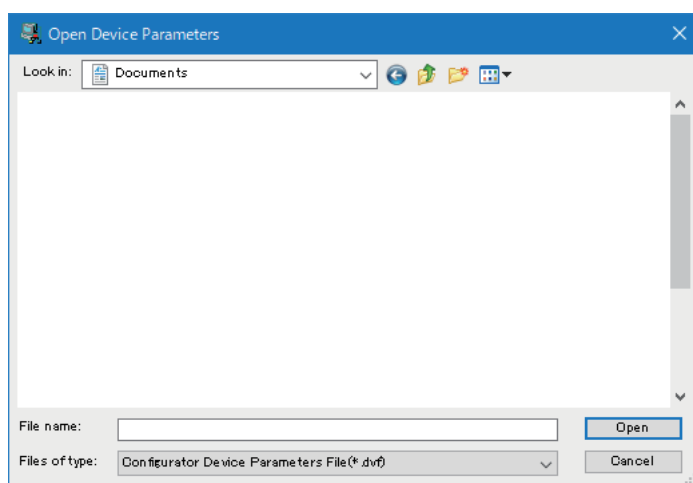 Open Device Parameters
Look in: Documents
File name: Open
Files of type: Configurator Device Parameters File(*.dvf) Cancel